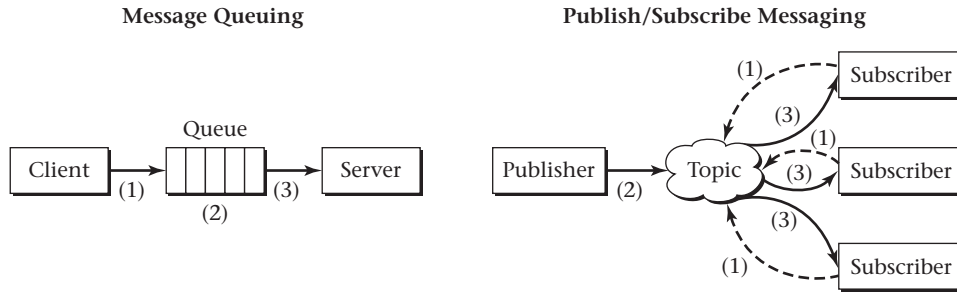 Message Queuing
Client
(1)
Queue
(2)
(3)
Server
Publish/Subscribe Messaging
Publisher
(2)
Topic
(1)
(3)
Subscriber
(1)
(3)
Subscriber
(3)
(1)
Subscriber